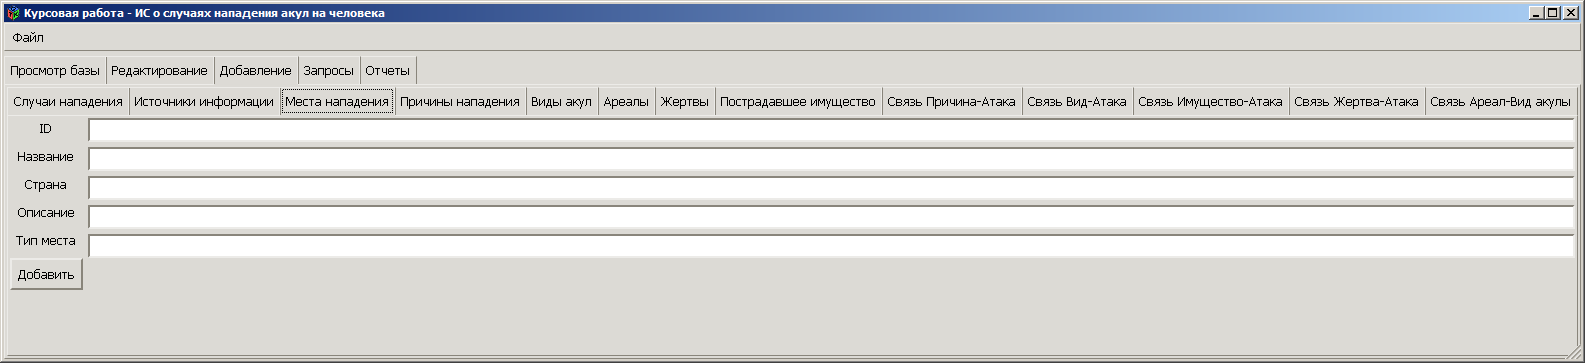 Курсовая работа - ИС о случаях нападения акул на человека
Файл
Просмотр базы Редактирование Добавление Запросы Отчеты
Случаи нападения Источники информации Места нападения Причины нападения Виды акул Ареалы Жертвы Пострадавшее имущество Связь Причина-Атака Связь Вид-Атака Связь Имущество-Атака Связь Жертва-Атака Связь Ареал-Вид акулы
ID
Название
Страна
Описание
Тип места
Добавить